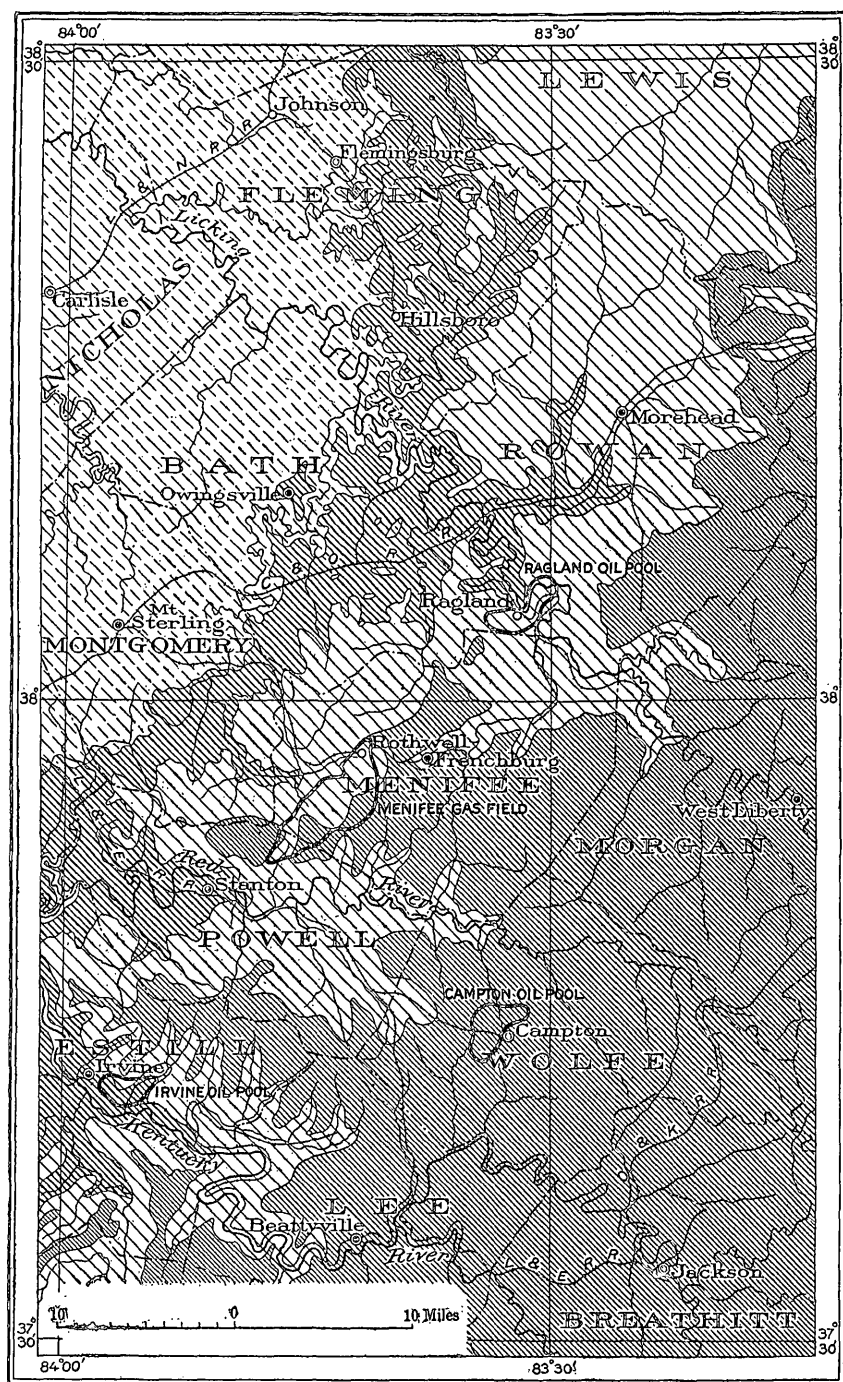 84°00′
83°30′
38°
30′
38°
30′
LEWIS
Johnson
Flemingsburg
L & N R R
FLEMING
Licking
Carlisle
NICHOLAS
Hillsboro
River
Morehead
ROWAN
BATH
Owingsville
C & O R R
RAGLAND OIL POOL
Ragland
Mt.
Sterling
MONTGOMERY
38°
38°
Rothwell
Frenchburg
MENIFEE
MENIFEE GAS FIELD
West Liberty
MORGAN
L & E R R
Red
Stanton
River
POWELL
CAMPTON OIL POOL
Campton
WOLFE
ESTILL
Irvine
IRVINE OIL POOL
O & K R R
Kentucky
LEE
Beattyville
River
L & E R R
Jackson
BREATHITT
10 0 10 Miles
37°
30′
37
30′
84°00′
83°30′